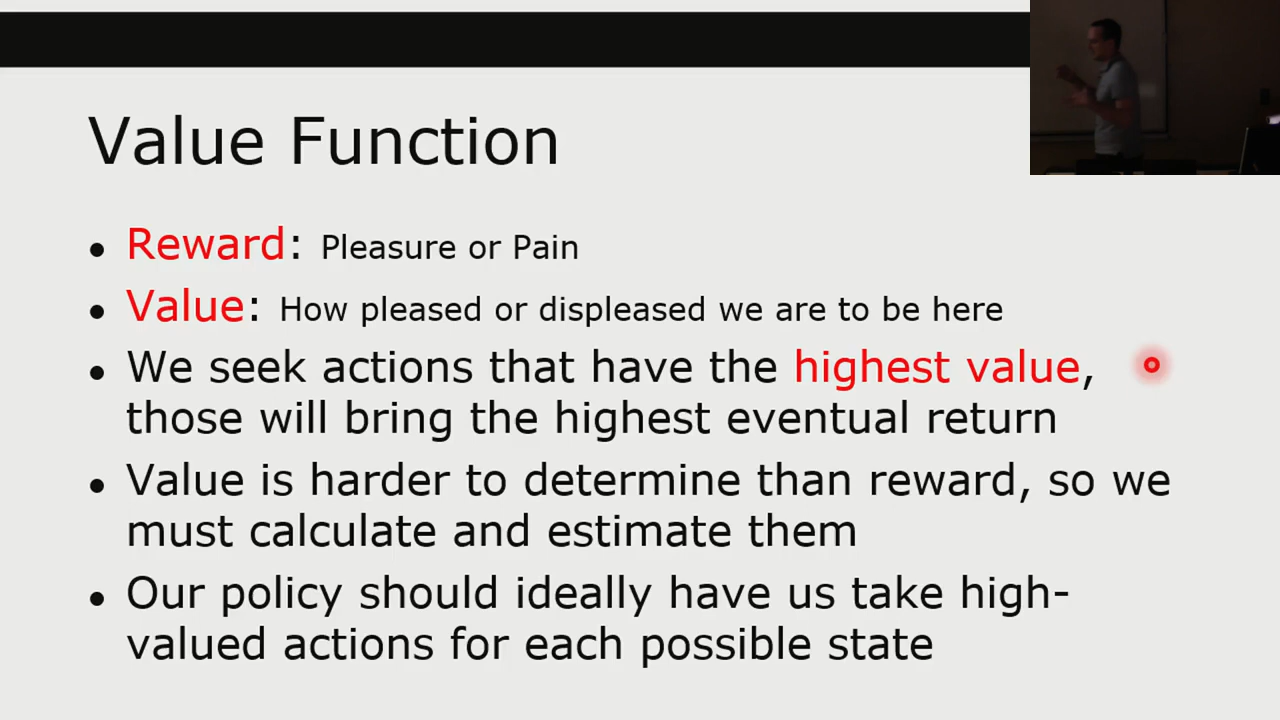 Value Function
● Reward: Pleasure or Pain
● Value: How pleased or displeased we are to be here
● We seek actions that have the highest value,
those will bring the highest eventual return
● Value is harder to determine than reward, so we
must calculate and estimate them
● Our policy should ideally have us take high-
valued actions for each possible state